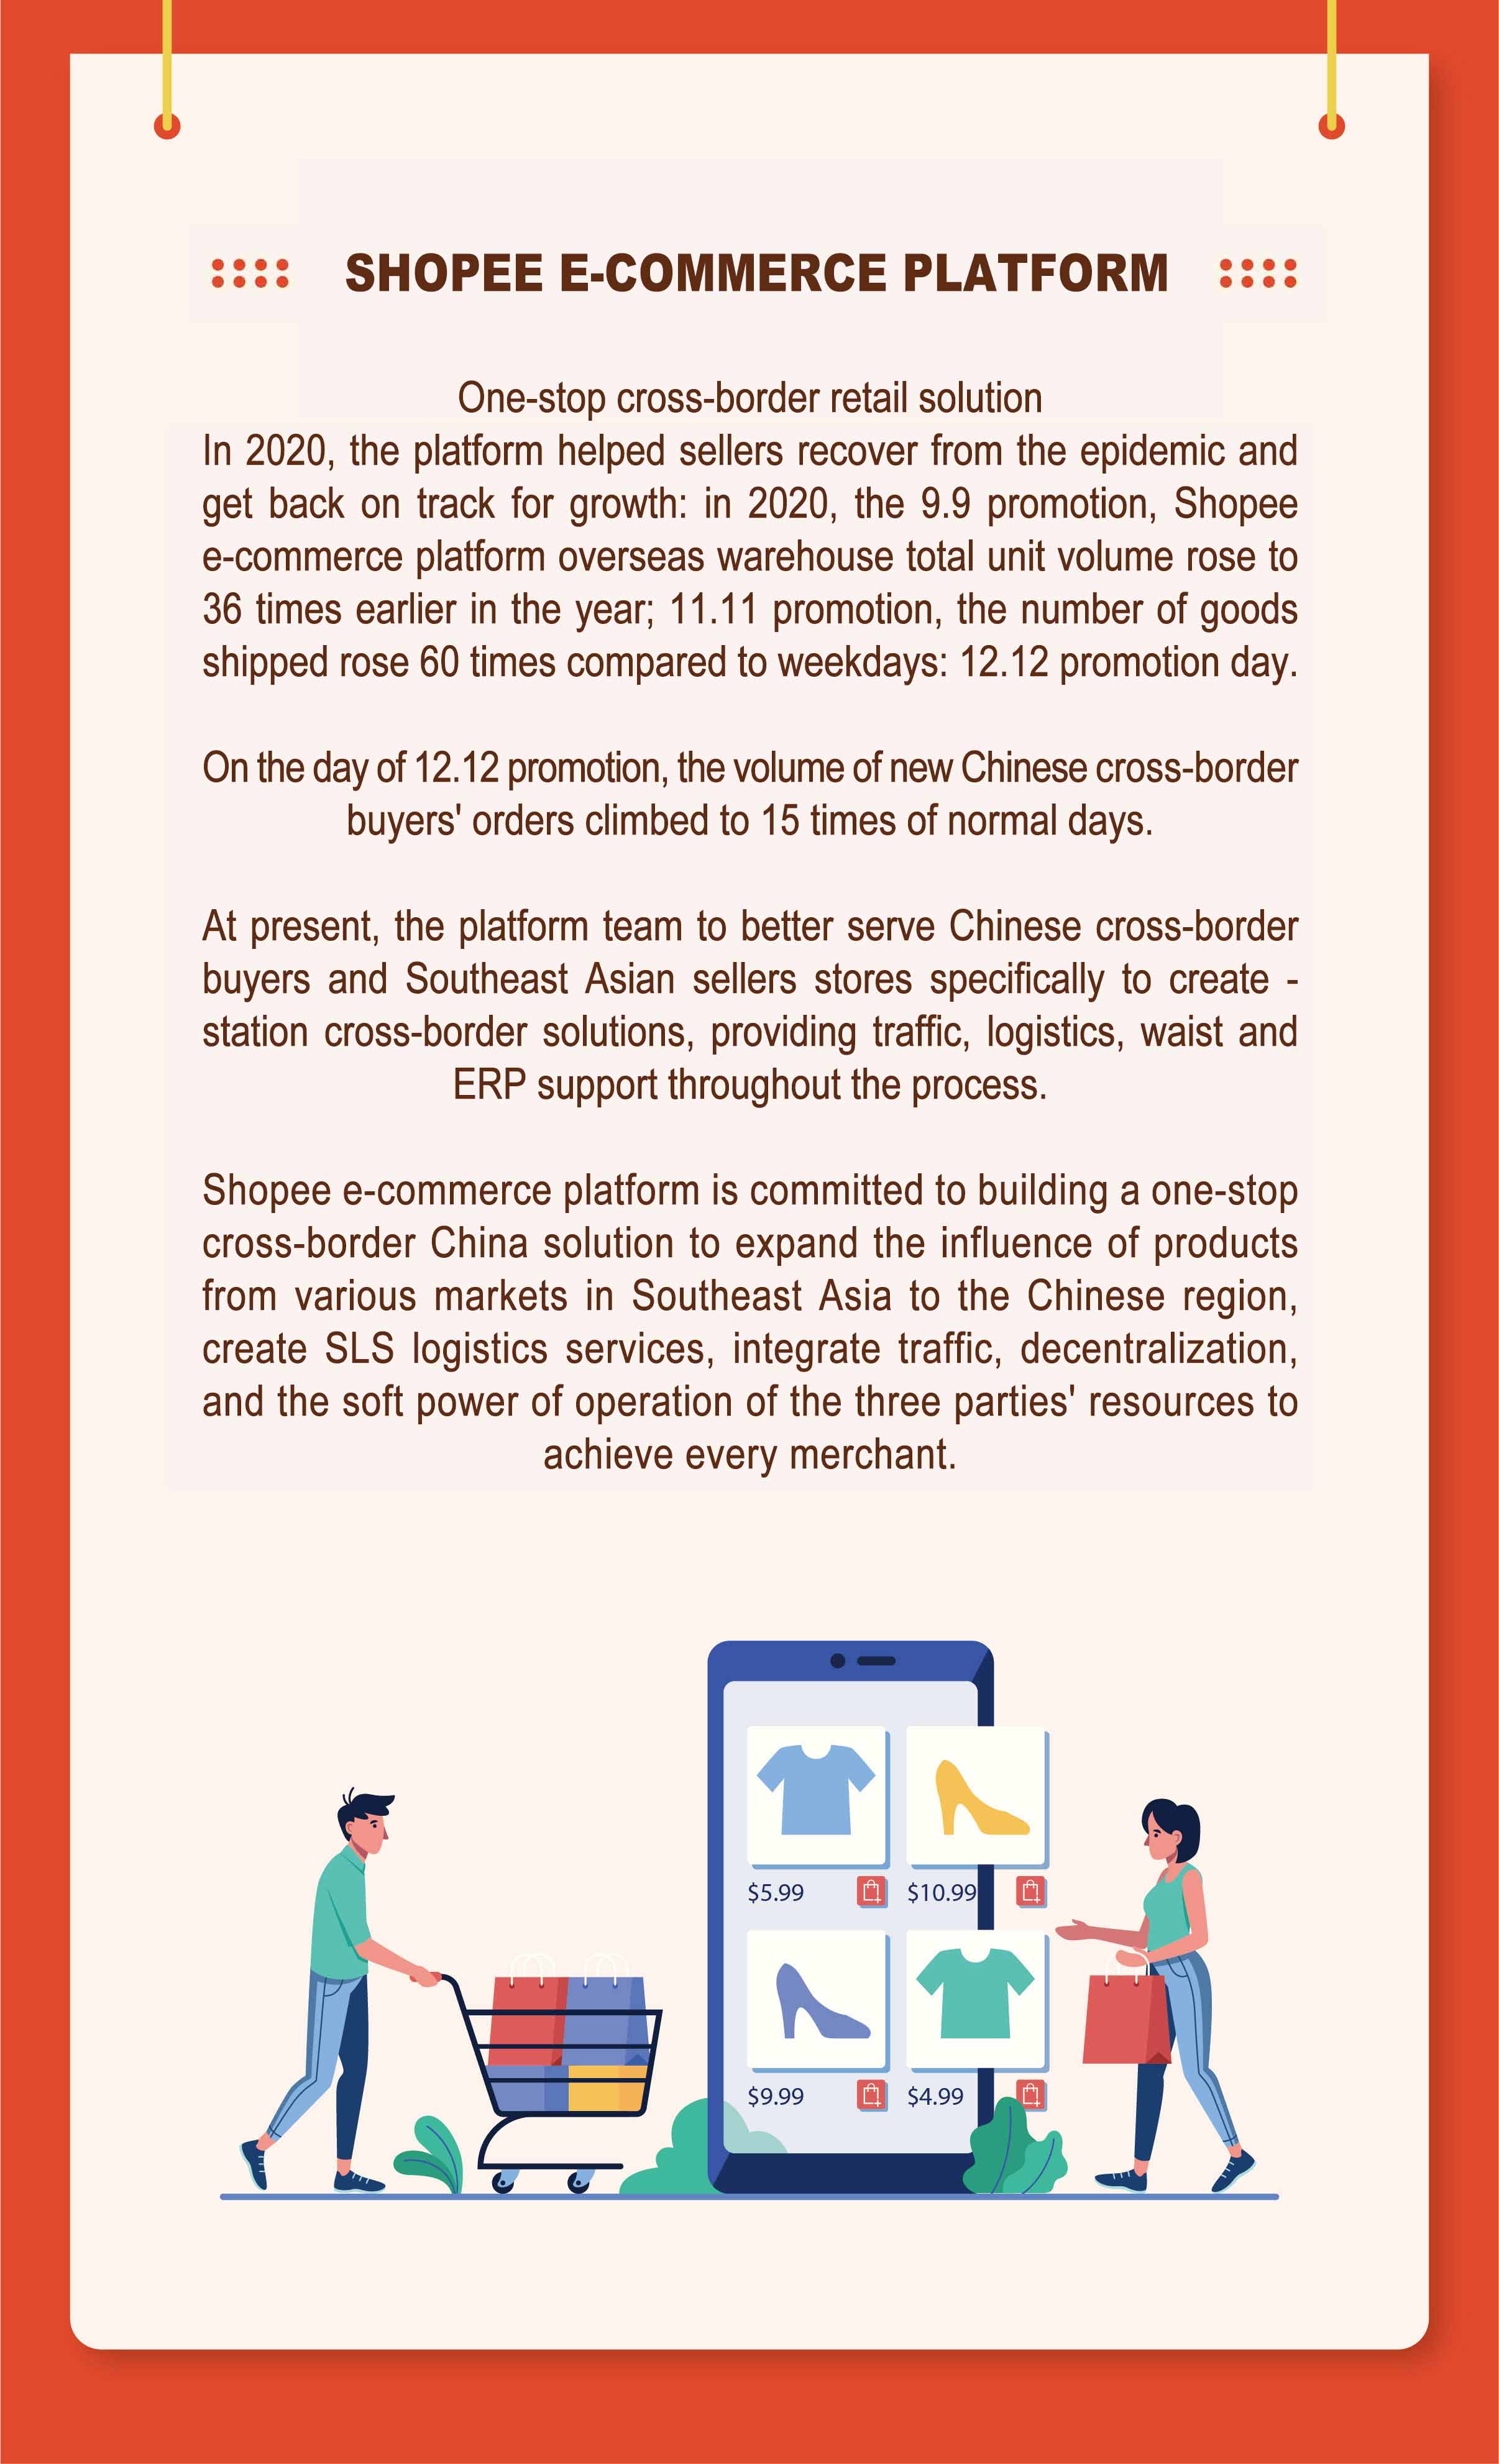 SHOPEE E-COMMERCE PLATFORM
One-stop cross-border retail solution
In 2020, the platform helped sellers recover from the epidemic and
get back on track for growth: in 2020, the 9.9 promotion, Shopee
e-commerce platform overseas warehouse total unit volume rose to
36 times earlier in the year; 11.11 promotion, the number of goods
shipped rose 60 times compared to weekdays: 12.12 promotion day.
On the day of 12.12 promotion, the volume of new Chinese cross-border
buyers' orders climbed to 15 times of normal days.
At present, the platform team to better serve Chinese cross-border
buyers and Southeast Asian sellers stores specifically to create -
station cross-border solutions, providing traffic, logistics, waist and
ERP support throughout the process.
Shopee e-commerce platform is committed to building a one-stop
cross-border China solution to expand the influence of products
from various markets in Southeast Asia to the Chinese region,
create SLS logistics services, integrate traffic, decentralization,
and the soft power of operation of the three parties' resources to
achieve every merchant.
$5.99 $10.99
$9.99 $4.99